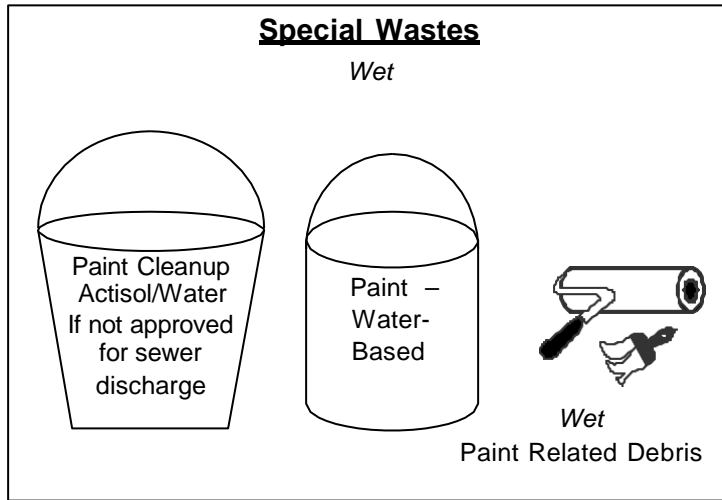 Special Wastes
Wet
Paint Cleanup
Actisol/Water
If not approved
for sewer
discharge
Paint –
Water-
Based
Wet
Paint Related Debris